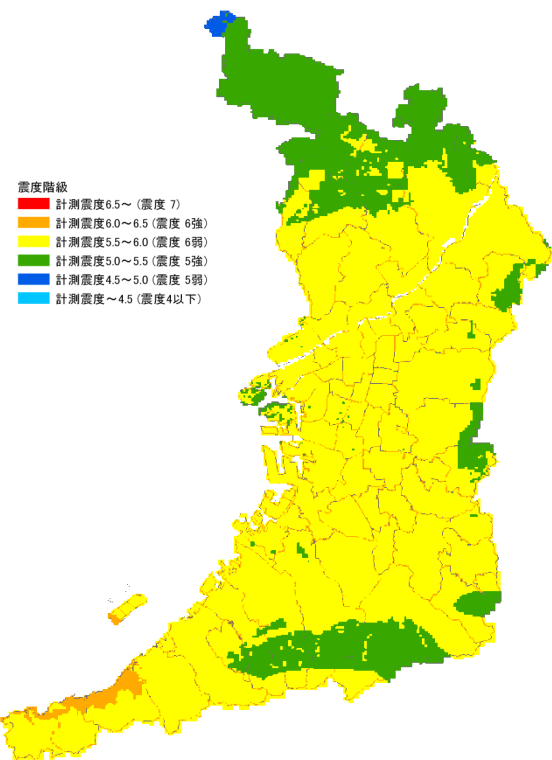 震度階級
計測震度6.5～ (震度 7)
計測震度6.0～6.5 (震度 6強)
計測震度5.5～6.0 (震度 6弱)
計測震度5.0～5.5 (震度 5強)
計測震度4.5～5.0 (震度 5弱)
計測震度～4.5 (震度4以下)